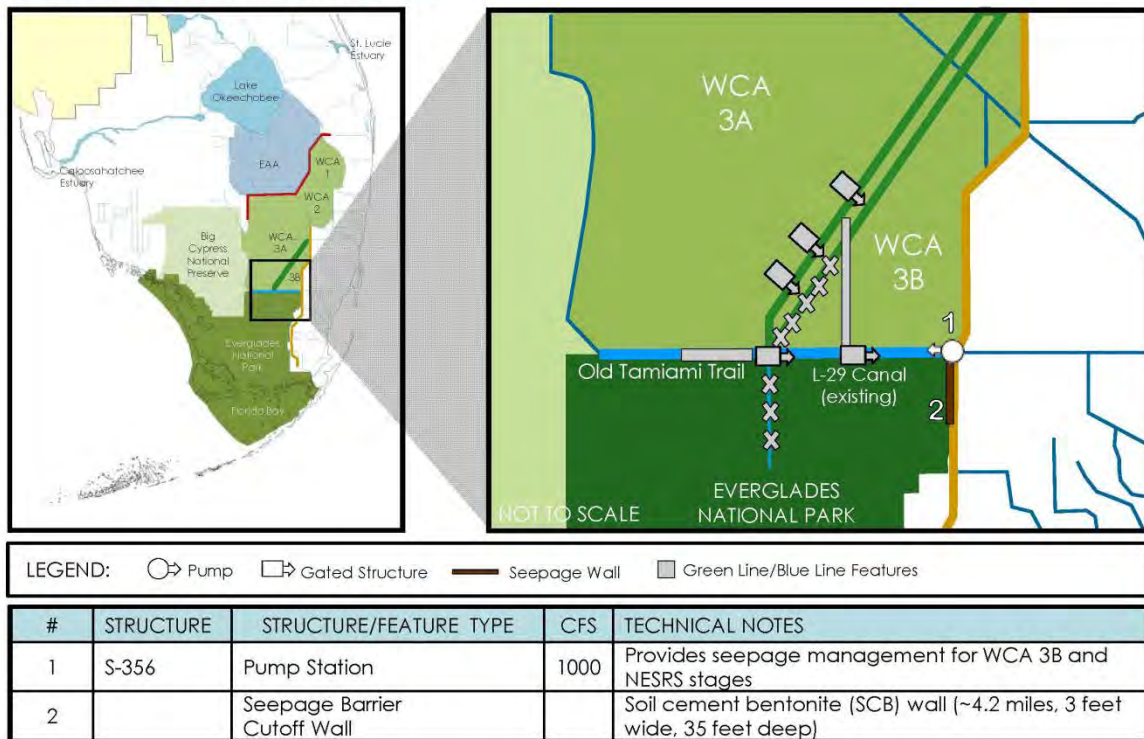 St. Lucie
Estuary
Lake
Okeechobee
EAA
Caloosahatchee
Estuary
WCA
1
WCA
2
WCA
3A
3B
Big
Cypress
National
Preserve
Everglades
National
Park
Florida Bay
WCA
3A
WCA
3B
1
Old Tamiami Trail
L-29 Canal
(existing)
2
EVERGLADES
NATIONAL PARK
NOT TO SCALE
LEGEND: Pump Gated Structure Seepage Wall Green Line/Blue Line Features
# STRUCTURE STRUCTURE/FEATURE TYPE CFS TECHNICAL NOTES
1 S-356 Pump Station 1000 Provides seepage management for WCA 3B and
NESRS stages
2 Seepage Barrier
Cutoff Wall Soil cement bentonite (SCB) wall (~4.2 miles, 3 feet
wide, 35 feet deep)